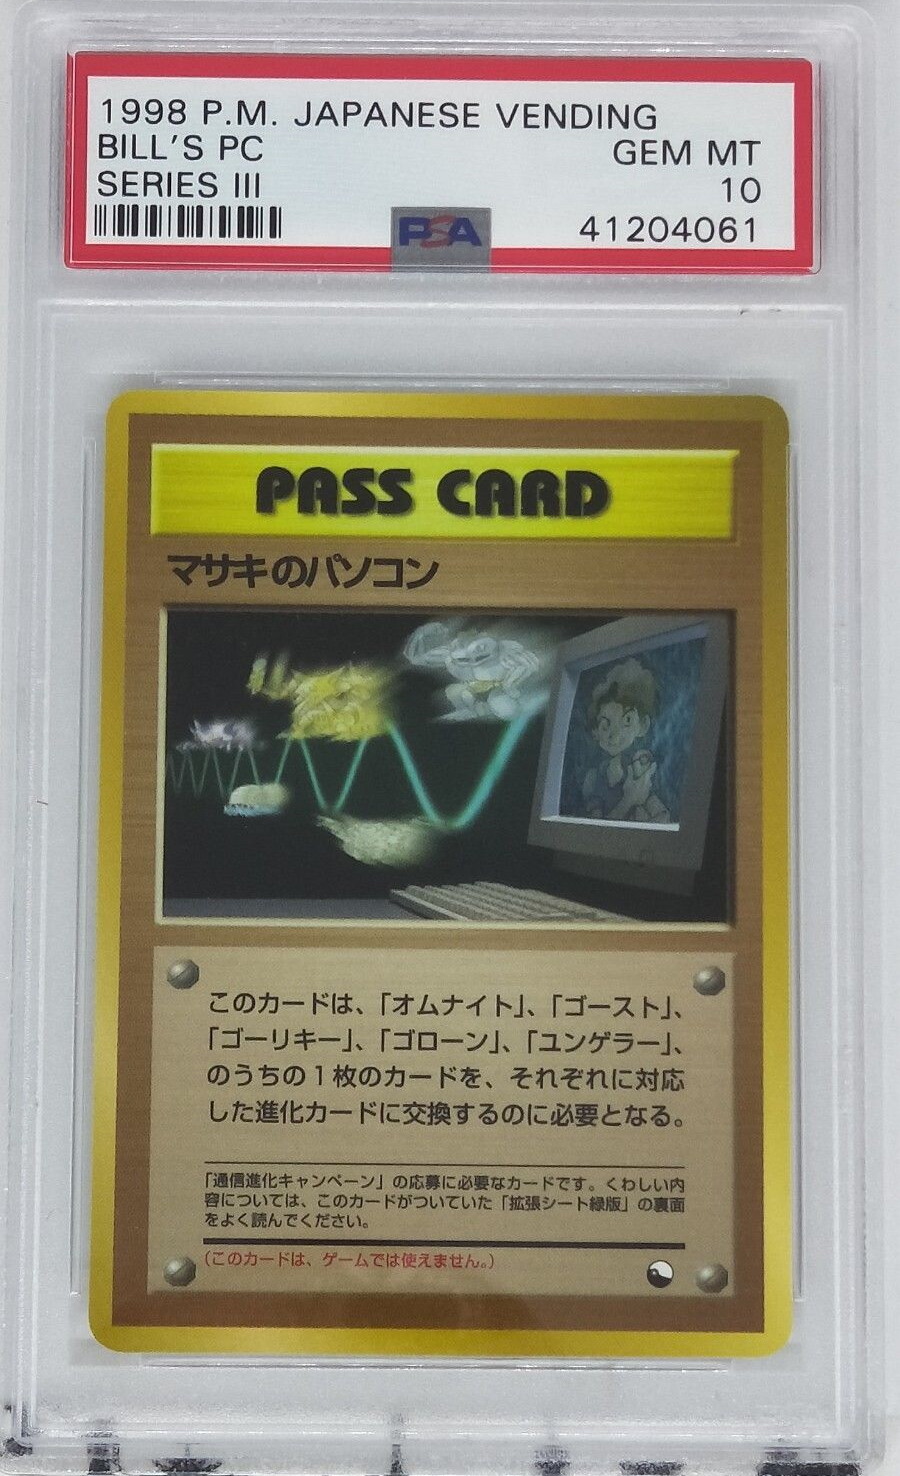 1998 P.M. JAPANESE VENDING
BILL'S PC
GEM MT
SERIES III
10
PSA
41204061
PASS CARD
マサキのパソコン
このカードは、「オムナイト」、「ゴースト」、
「ゴーリキー」、「ゴローン」、「ユンゲラー」、
のうちの1枚のカードを、それぞれに対応
した進化カードに交換するのに必要となる。
「通信進化キャンペーン」の応募に必要なカードです。くわしい内
容については、このカードがついていた「拡張シート緑版」の裏面
をよく読んでください。
(このカードは、ゲームでは使えません。)